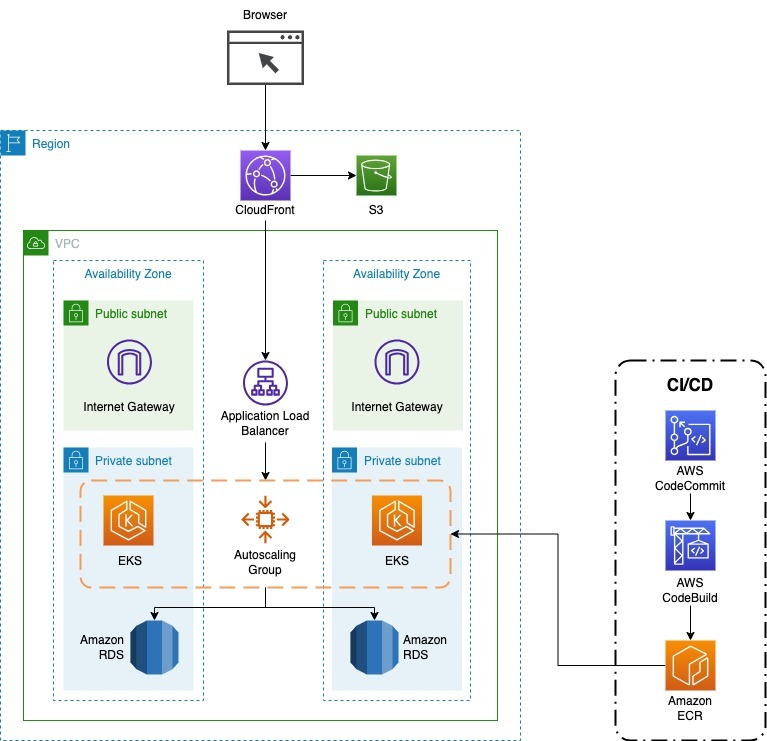 Browser
Region
CloudFront
S3
VPC
Availability Zone
Availability Zone
Public subnet
Public subnet
Internet Gateway
Internet Gateway
Application Load
Balancer
Private subnet
Private subnet
EKS
Autoscaling
Group
EKS
Amazon
RDS
Amazon
RDS
CI/CD
AWS
CodeCommit
AWS
CodeBuild
Amazon
ECR